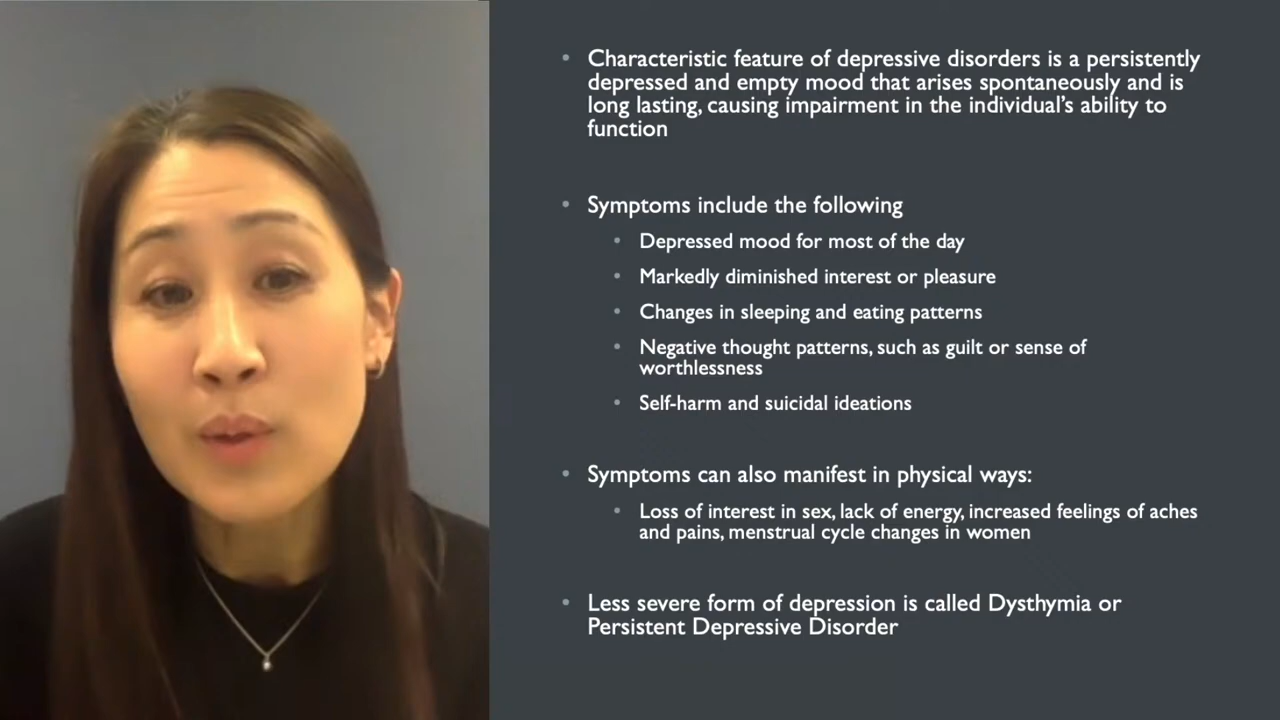 Characteristic feature of depressive disorders is a persistently
depressed and empty mood that arises spontaneously and is
long lasting, causing impairment in the individual's ability to
function
Symptoms include the following
Depressed mood for most of the day
Markedly diminished interest or pleasure
Changes in sleeping and eating patterns
Negative thought patterns, such as guilt or sense of
worthlessness
Self-harm and suicidal ideations
Symptoms can also manifest in physical ways:
Loss of interest in sex, lack of energy, increased feelings of aches
and pains, menstrual cycle changes in women
Less severe form of depression is called Dysthymia or
Persistent Depressive Disorder